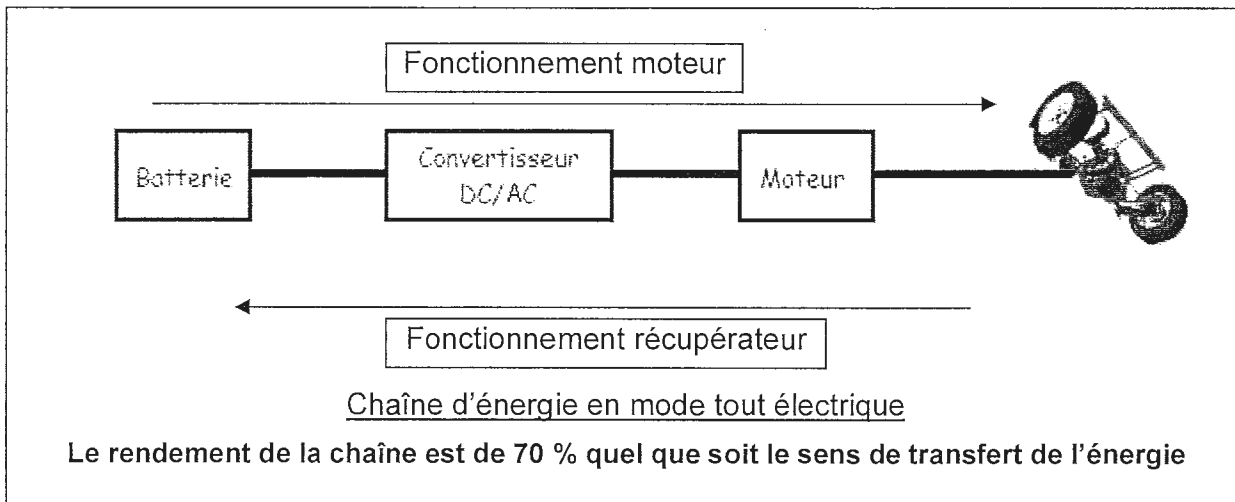 Fonctionnement moteur
Batterie
Convertisseur
DC/AC
Moteur
Fonctionnement récupérateur
Chaîne d'énergie en mode tout électrique
Le rendement de la chaîne est de 70 % quel que soit le sens de transfert de l'énergie